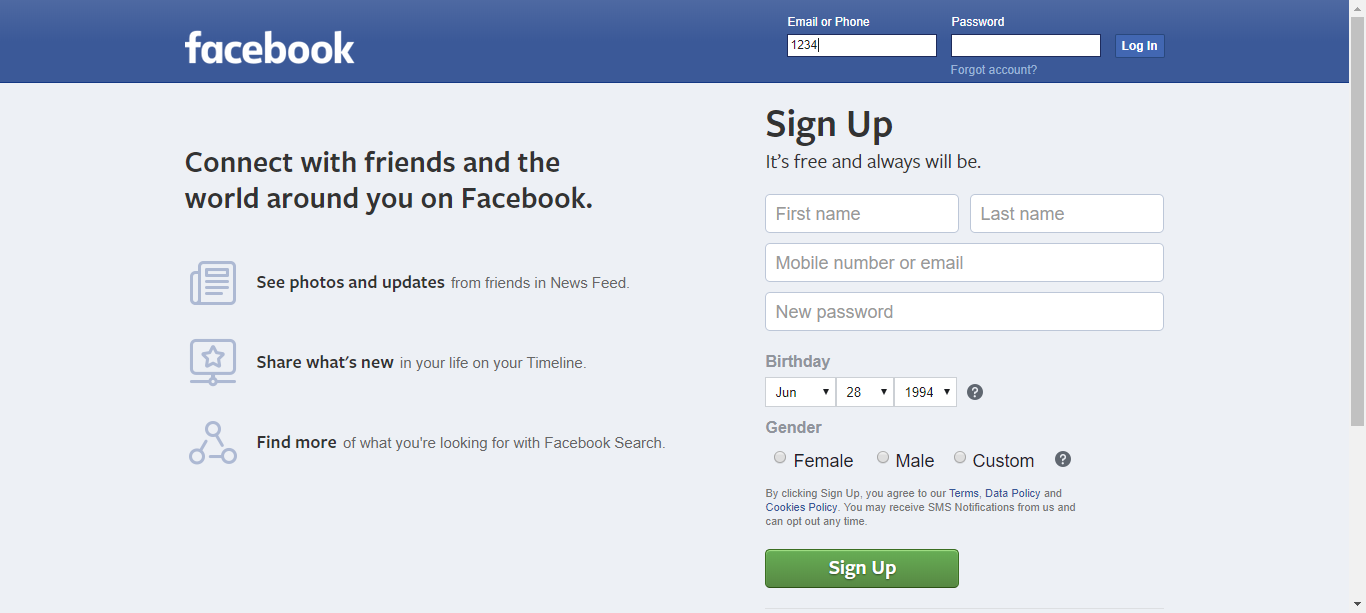 facebook
Email or Phone
Password
1234
Log In
Forgot account?
Connect with friends and the
world around you on Facebook.
See photos and updates from friends in News Feed.
Share what's new in your life on your Timeline.
Find more of what you're looking for with Facebook Search.
Sign Up
It's free and always will be.
First name
Last name
Mobile number or email
New password
Birthday
Jun 28 1994 ?
Gender
Female Male Custom ?
By clicking Sign Up, you agree to our Terms, Data Policy and
Cookies Policy. You may receive SMS Notifications from us and
can opt out any time.
Sign Up